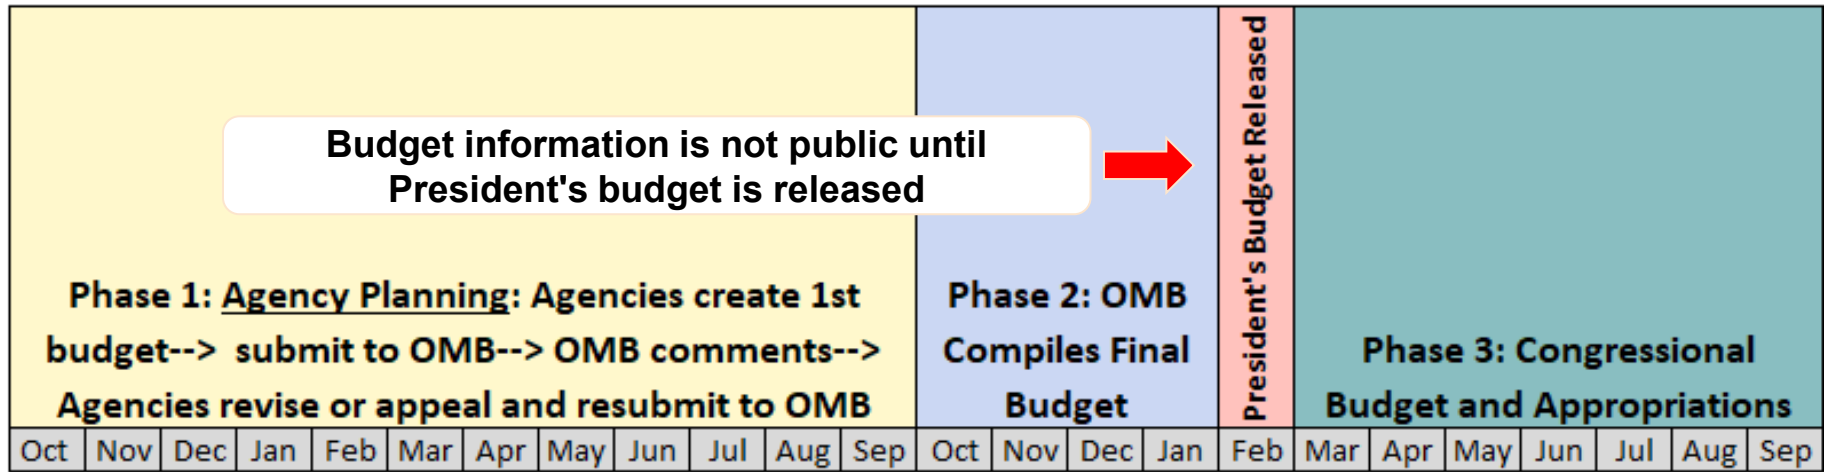 Budget information is not public until
President's budget is released
Phase 1: Agency Planning: Agencies create 1st
budget--> submit to OMB--> OMB comments-->
Agencies revise or appeal and resubmit to OMB
Phase 2: OMB
Compiles Final
Budget
President's Budget Released
Phase 3: Congressional
Budget and Appropriations
Oct Nov Dec Jan Feb Mar Apr May Jun Jul Aug Sep Oct Nov Dec Jan Feb Mar Apr May Jun Jul Aug Sep